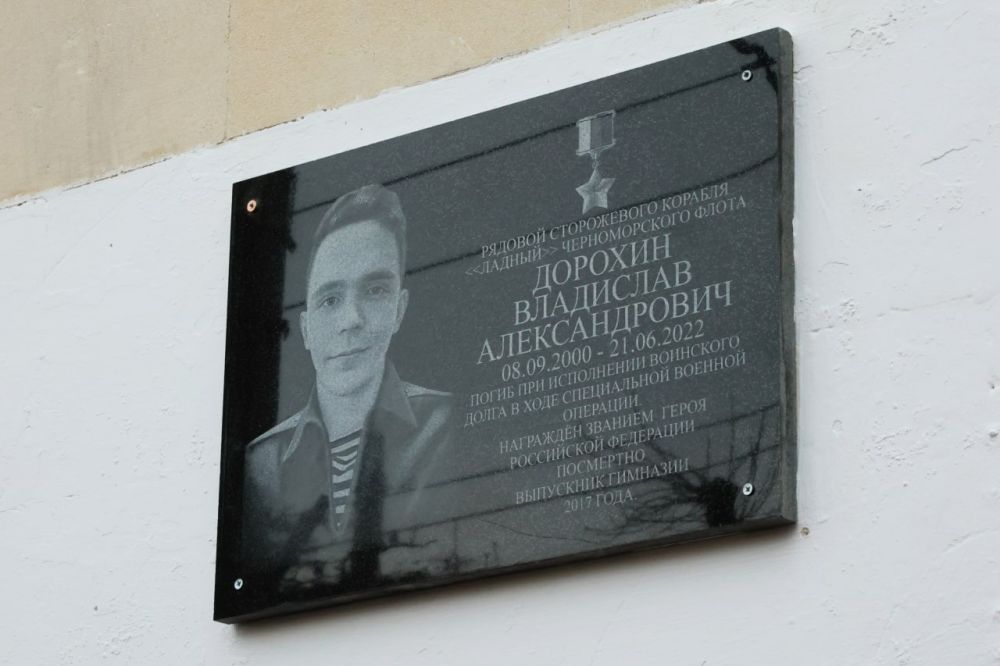 РЯДОВОЙ СТОРОЖЕВОГО КОРАБЛЯ
<<ЛАДНЫЙ>> ЧЕРНОМОРСКОГО ФЛОТА
ДОРОХИН
ВЛАДИСЛАВ
АЛЕКСАНДРОВИЧ
08.09.2000 - 21.06.2022
ПОГИБ ПРИ ИСПОЛНЕНИИ ВОИНСКОГО
ДОЛГА В ХОДЕ СПЕЦИАЛЬНОЙ ВОЕННОЙ
ОПЕРАЦИИ.
НАГРАЖДЁН ЗВАНИЕМ ГЕРОЯ
РОССИЙСКОЙ ФЕДЕРАЦИИ
ПОСМЕРТНО
ВЫПУСКНИК ГИМНАЗИИ
2017 ГОДА.